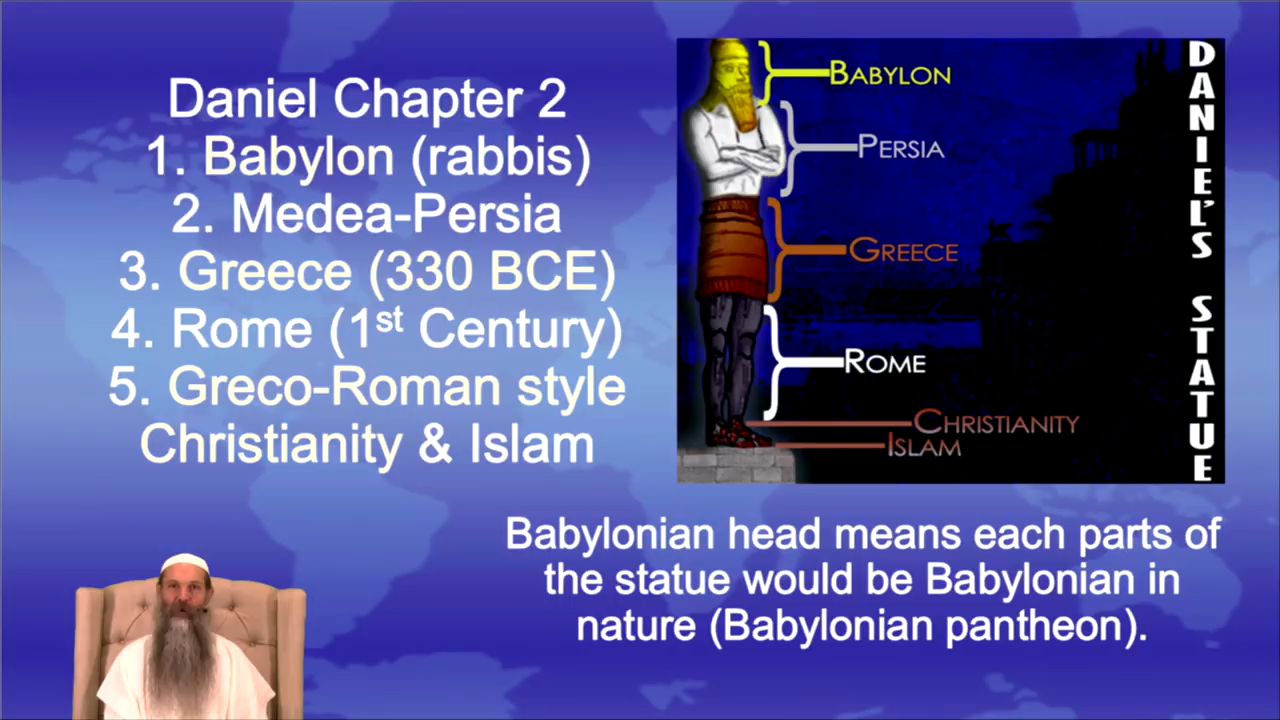 Daniel Chapter 2
1. Babylon (rabbis)
2. Medea-Persia
3. Greece (330 BCE)
4. Rome (1st Century)
5. Greco-Roman style
Christianity & Islam
BABYLON
PERSIA
GREECE
ROME
CHRISTIANITY
ISLAM
DANIEL'S STATUE
Babylonian head means each parts of
the statue would be Babylonian in
nature (Babylonian pantheon).